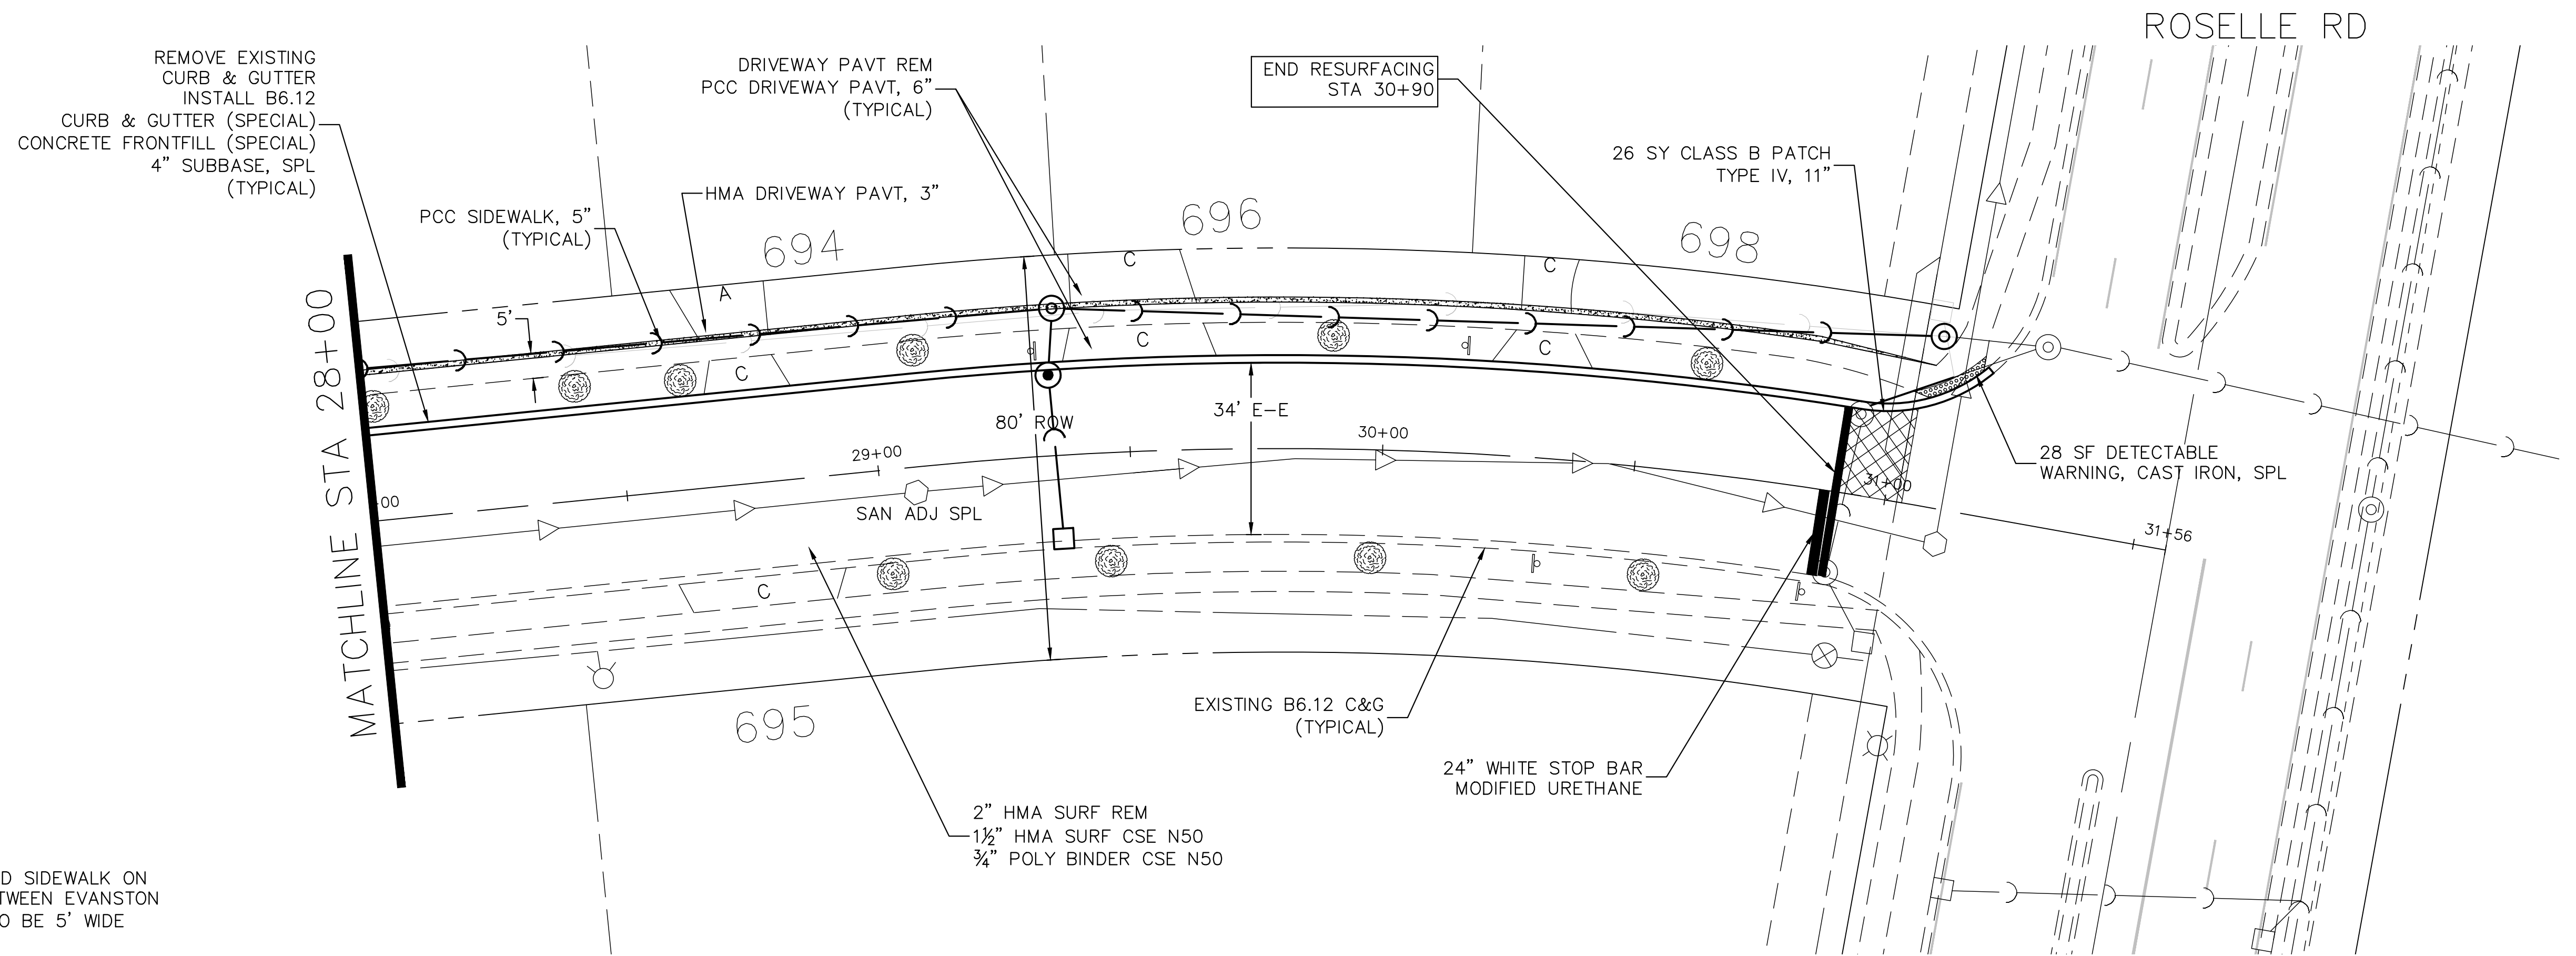 ROSELLE RD
REMOVE EXISTING
CURB & GUTTER
INSTALL B6.12
CURB & GUTTER (SPECIAL)
CONCRETE FRONTFILL (SPECIAL)
4" SUBBASE, SPL
(TYPICAL)
DRIVEWAY PAVT REM
PCC DRIVEWAY PAVT, 6"
(TYPICAL)
END RESURFACING
STA 30+90
26 SY CLASS B PATCH
TYPE IV, 11"
HMA DRIVEWAY PAVT, 3"
PCC SIDEWALK, 5"
(TYPICAL)
694
696
698
A
C
C
5'
C
C
C
MATCHLINE STA 28+00
80' ROW
34' E-E
29+00
30+00
00
31+00
31+56
SAN ADJ SPL
28 SF DETECTABLE
WARNING, CAST IRON, SPL
C
695
EXISTING B6.12 C&G
(TYPICAL)
24" WHITE STOP BAR
MODIFIED URETHANE
2" HMA SURF REM
1½" HMA SURF CSE N50
¾" POLY BINDER CSE N50
D SIDEWALK ON
TWEEN EVANSTON
O BE 5' WIDE